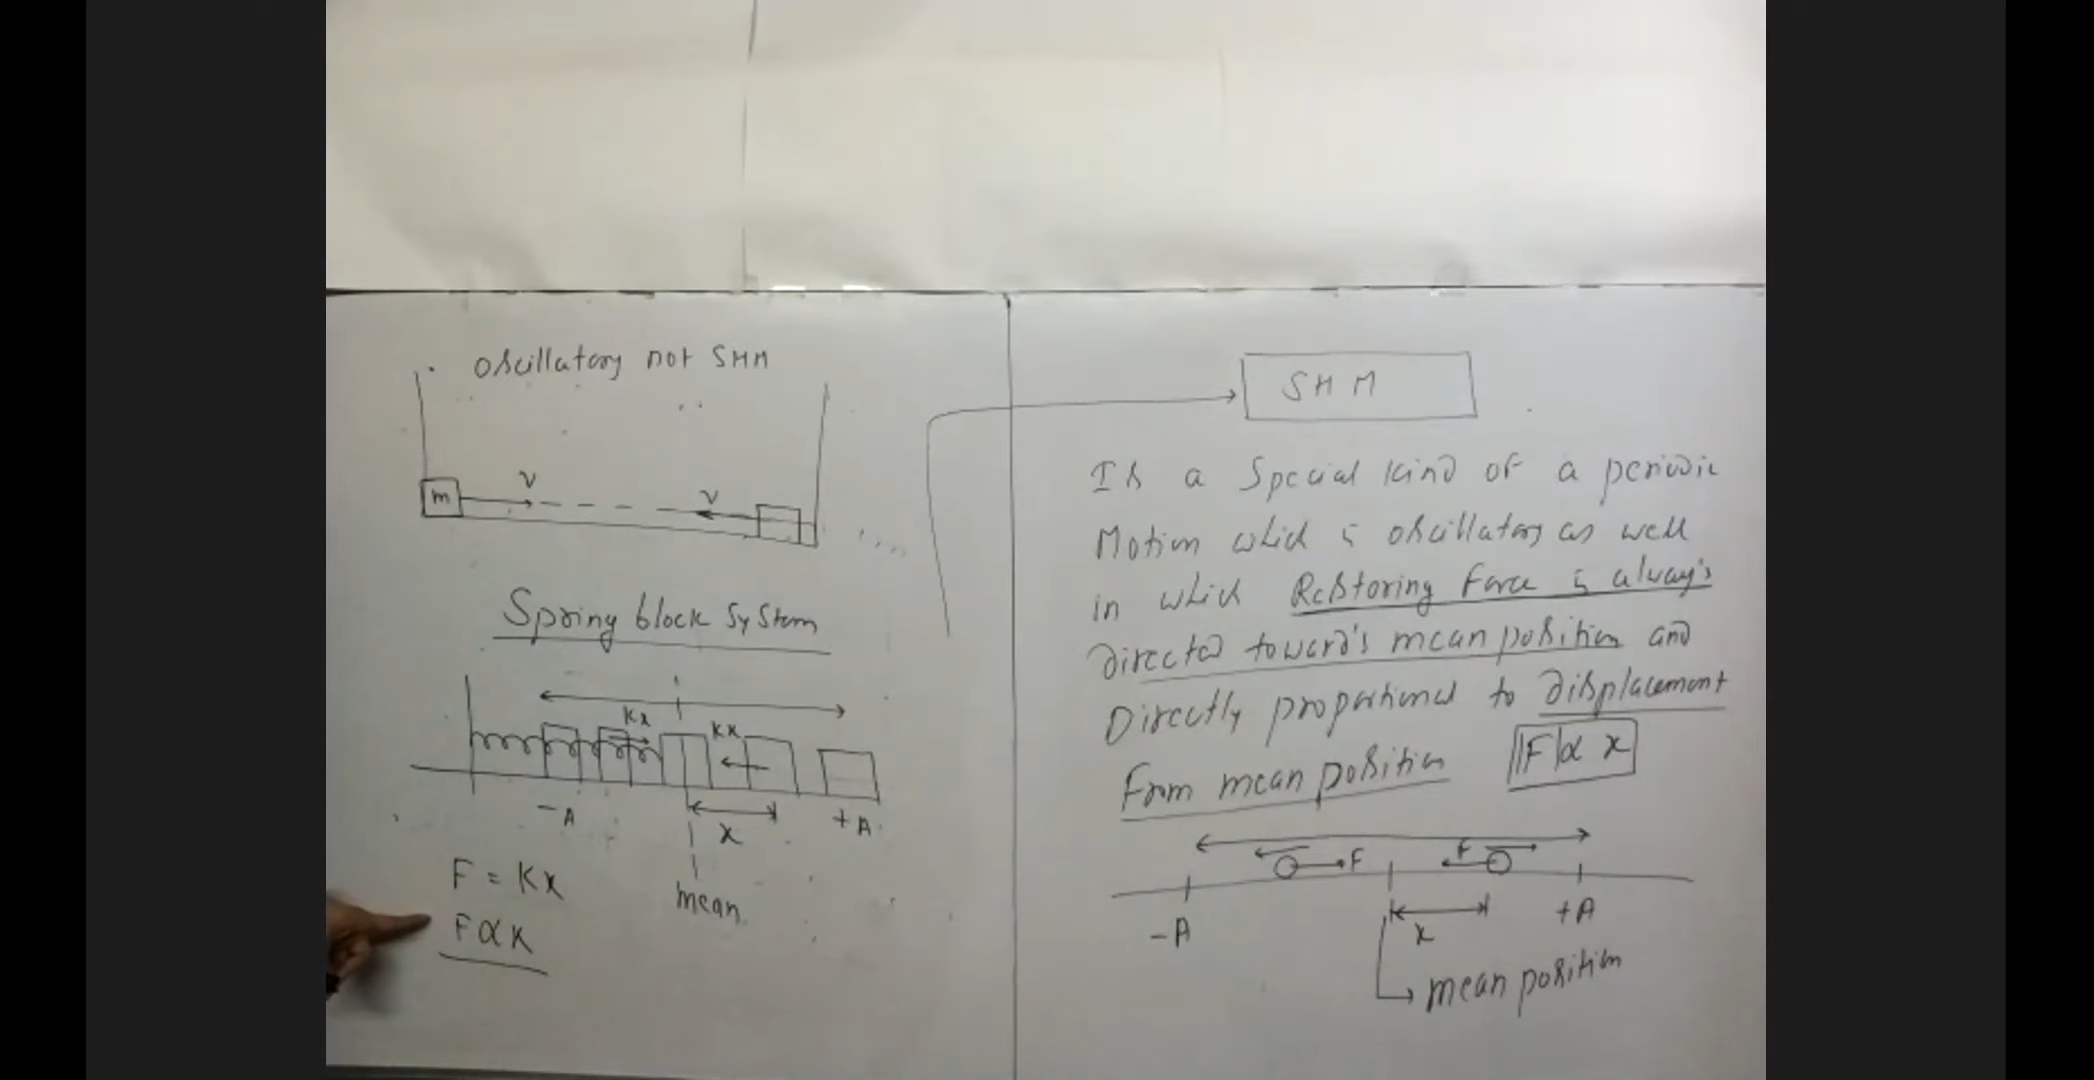 Oscillatory not SHM
m
v
v
Spring block System
Kx
Kx
-A
x
+A
mean
F = Kx
F α x
SHM
Is a Special kind of a periodic
Motion which is oscillatory as well
in which Restoring Force is always
directed toward's mean position and
Directly proportional to displacement
From mean position |F| α x
F
F
-A
x
+A
mean position